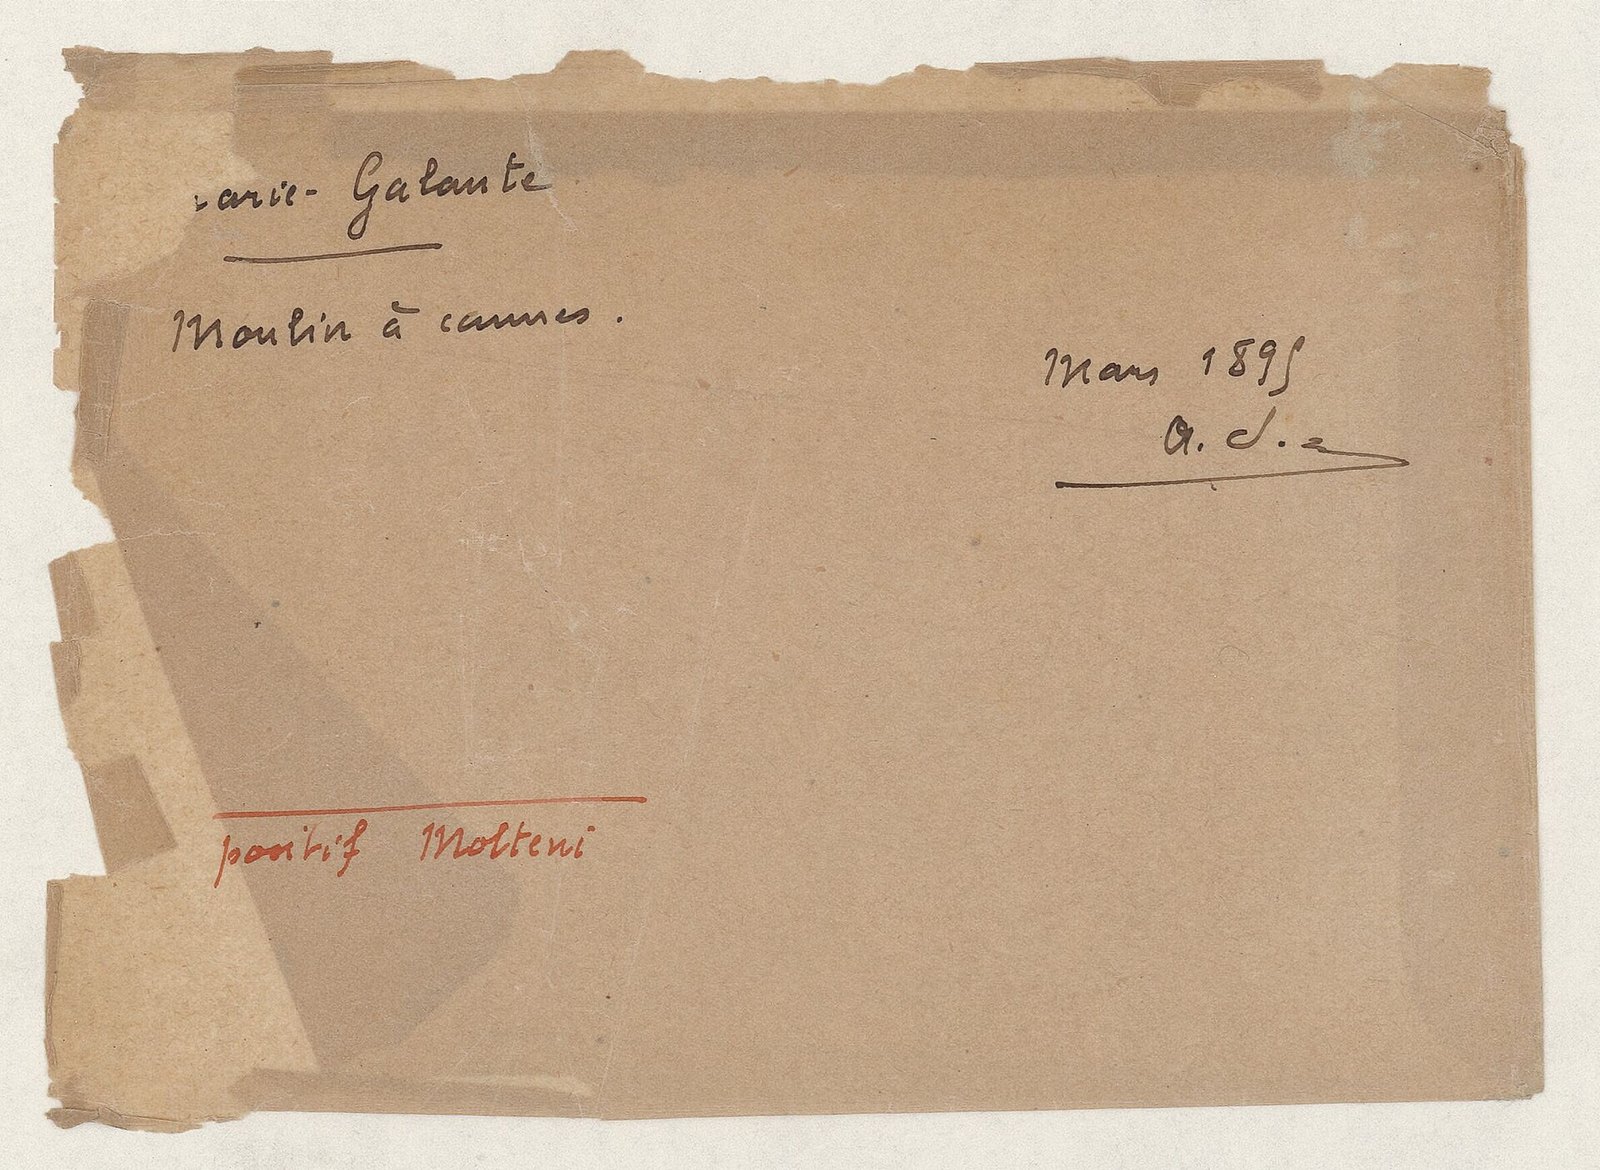 arie- Galante
Moulin à cannes.
Mars 1895
a. S.
positif Molteni